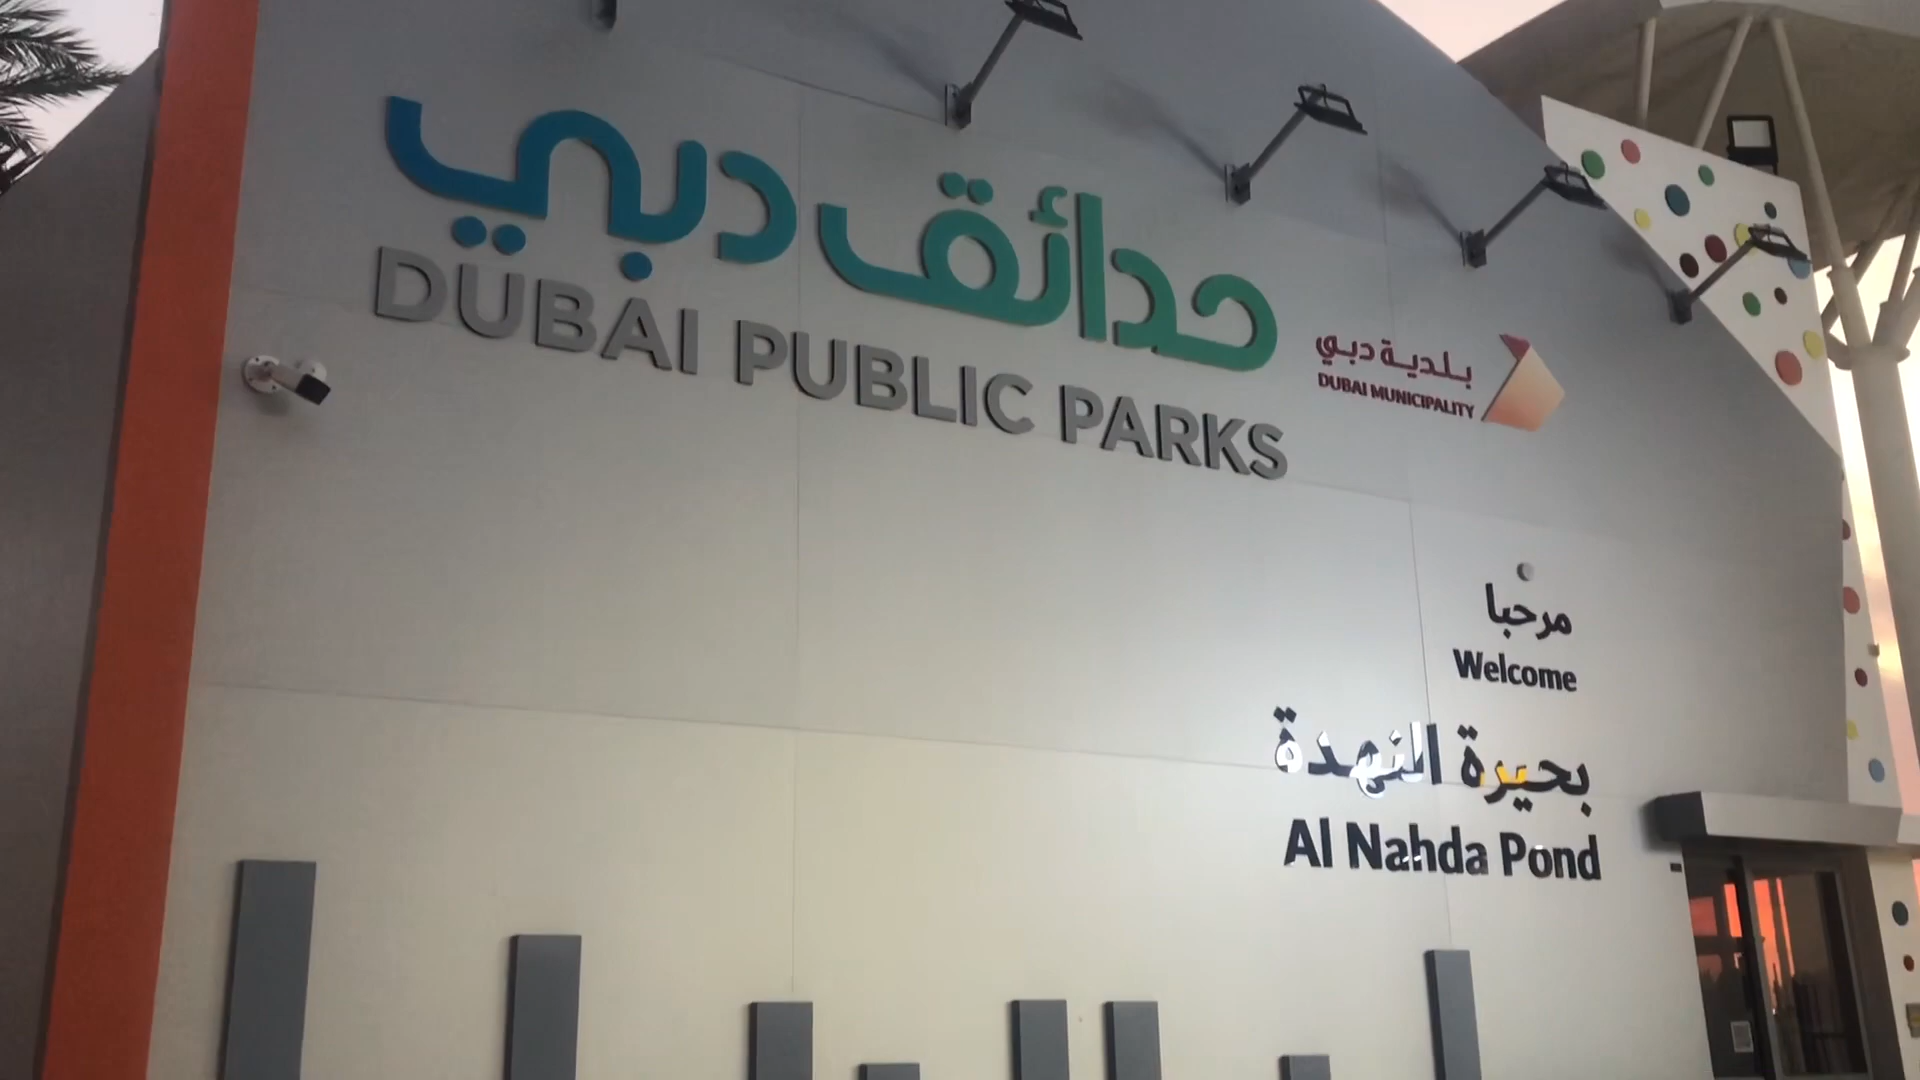 حدائق دبي
DUBAI PUBLIC PARKS
بلدية دبي
DUBAI MUNICIPALITY
مرحبا
Welcome
بحيرة النهدة
Al Nahda Pond